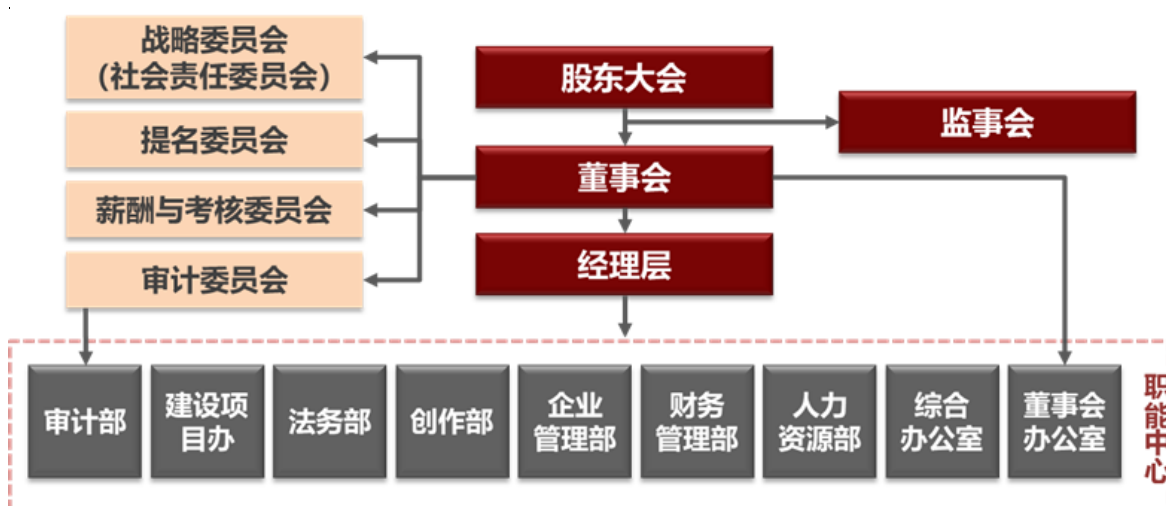 战略委员会
（社会责任委员会）
提名委员会
薪酬与考核委员会
审计委员会
股东大会
监事会
董事会
经理层
审计部
建设项
目办
法务部
创作部
企业
管理部
财务
管理部
人力
资源部
综合
办公室
董事会
办公室
职能中心